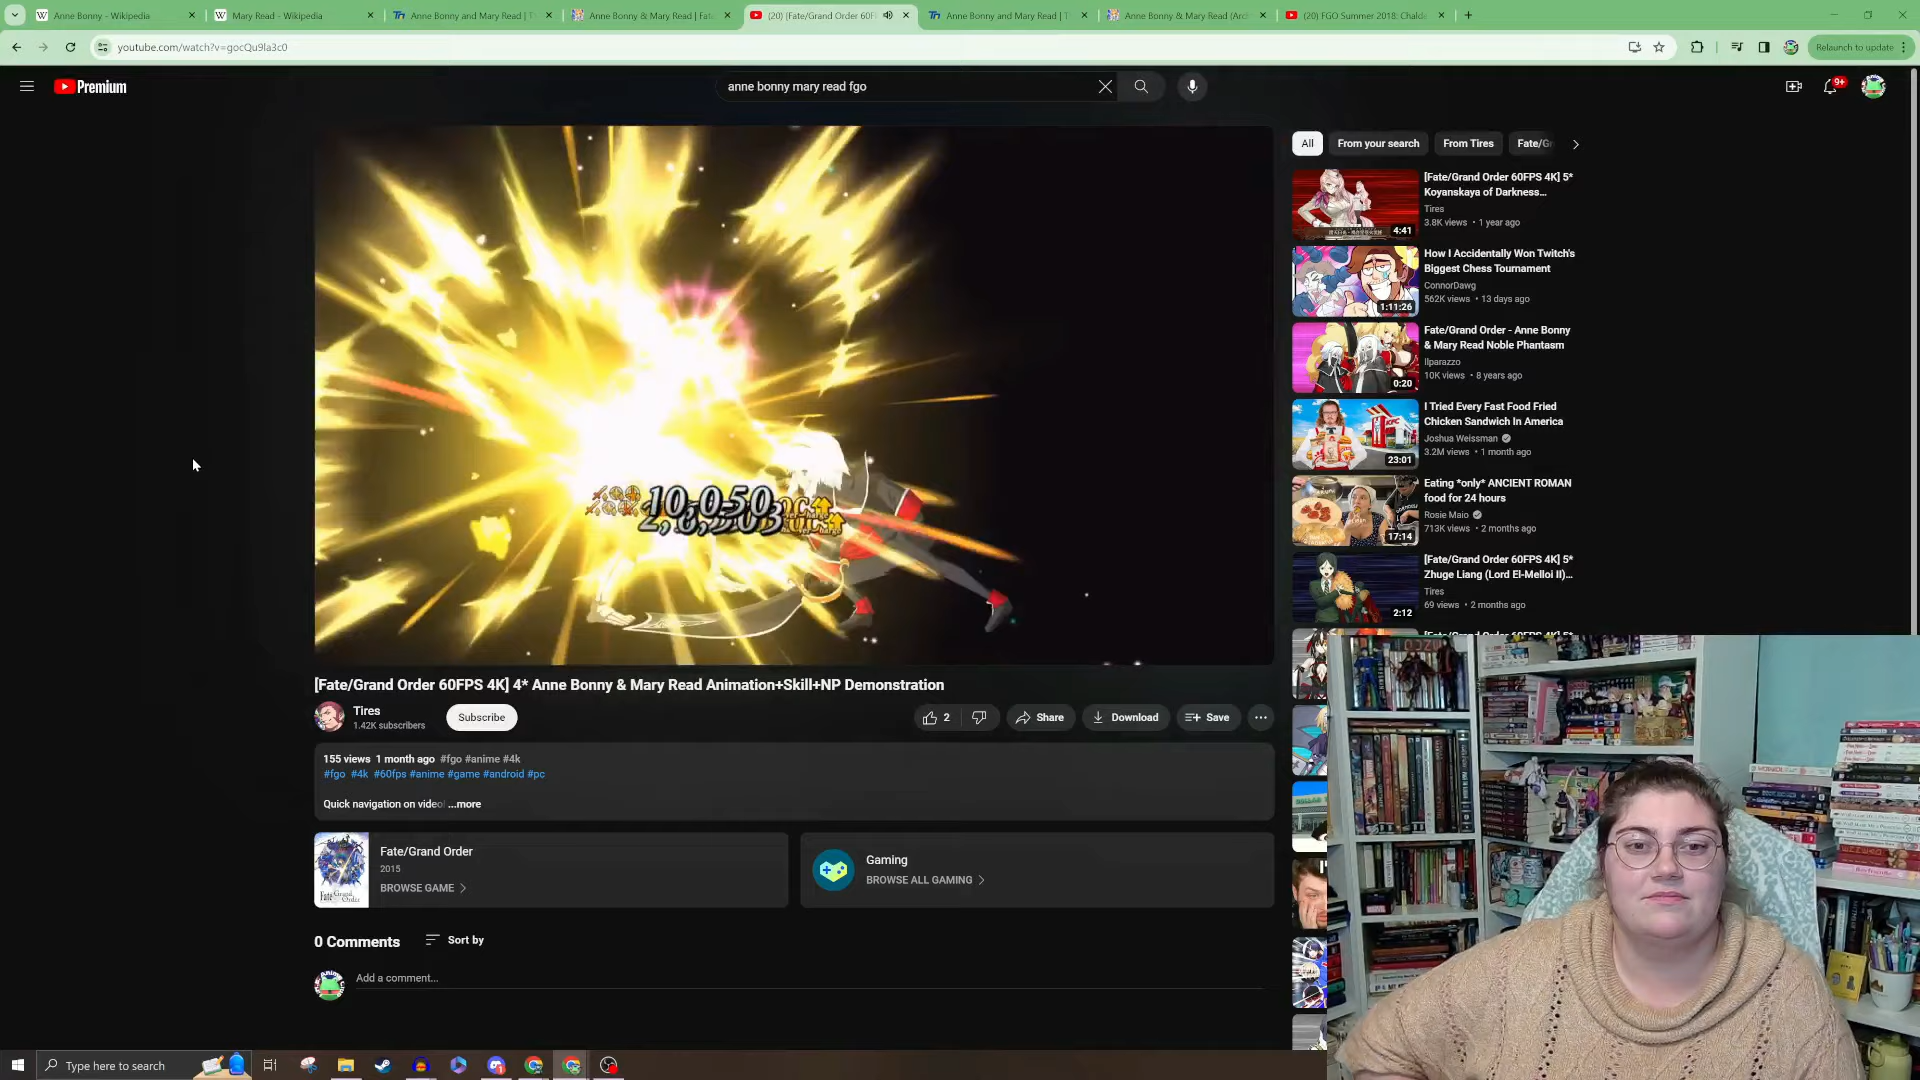 Anne Bonny - Wikipedia
Mary Read - Wikipedia
Anne Bonny and Mary Read | T
Anne Bonny & Mary Read | Fat
(20) [Fate/Grand Order 60F
Anne Bonny and Mary Read | T
Anne Bonny & Mary Read (Arch
(20) FGO Summer 2018: Chald
youtube.com/watch?v=gocQu9la3c0
Relaunch to update
Premium
anne bonny mary read fgo
9+
All
From your search
From Tires
Fate/Gr
[Fate/Grand Order 60FPS 4K] 5*
Koyanskaya of Darkness...
Tires
3.8K views • 1 year ago
4:41
How I Accidentally Won Twitch's
Biggest Chess Tournament
ConnorDawg
562K views • 13 days ago
1:11:26
Fate/Grand Order - Anne Bonny
& Mary Read Noble Phantasm
Ilparazzo
10K views • 8 years ago
0:20
I Tried Every Fast Food Fried
Chicken Sandwich In America
Joshua Weissman
3.2M views • 1 month ago
23:01
KFC
Eating *only* ANCIENT ROMAN
food for 24 hours
Rosie Maio
713K views • 2 months ago
17:14
[Fate/Grand Order 60FPS 4K] 5*
Zhuge Liang (Lord El-Melloi II)...
Tires
69 views • 2 months ago
2:12
10,050
[Fate/Grand Order 60FPS 4K] 4* Anne Bonny & Mary Read Animation+Skill+NP Demonstration
Tires
1.42K subscribers
Subscribe
2
Share
Download
Save
155 views 1 month ago #fgo #anime #4k
#fgo #4k #60fps #anime #game #android #pc
Quick navigation on video ...more
Fate/Grand Order
2015
BROWSE GAME
Gaming
BROWSE ALL GAMING
0 Comments
Sort by
Add a comment...
Type here to search